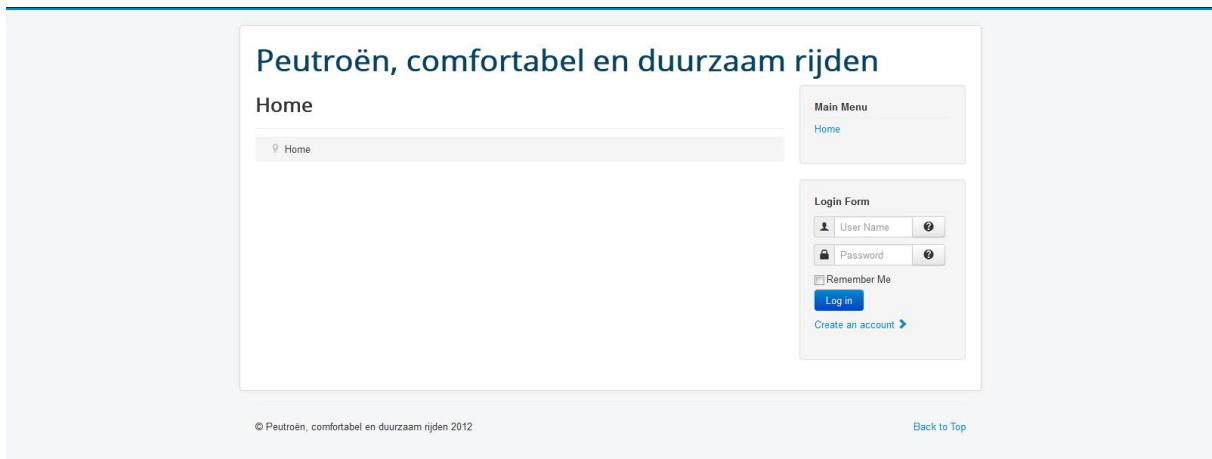 Peutroën, comfortabel en duurzaam rijden
Home
Home
Main Menu
Home
Login Form
User Name
Password
Remember Me
Log in
Create an account
© Peutroën, comfortabel en duurzaam rijden 2012
Back to Top